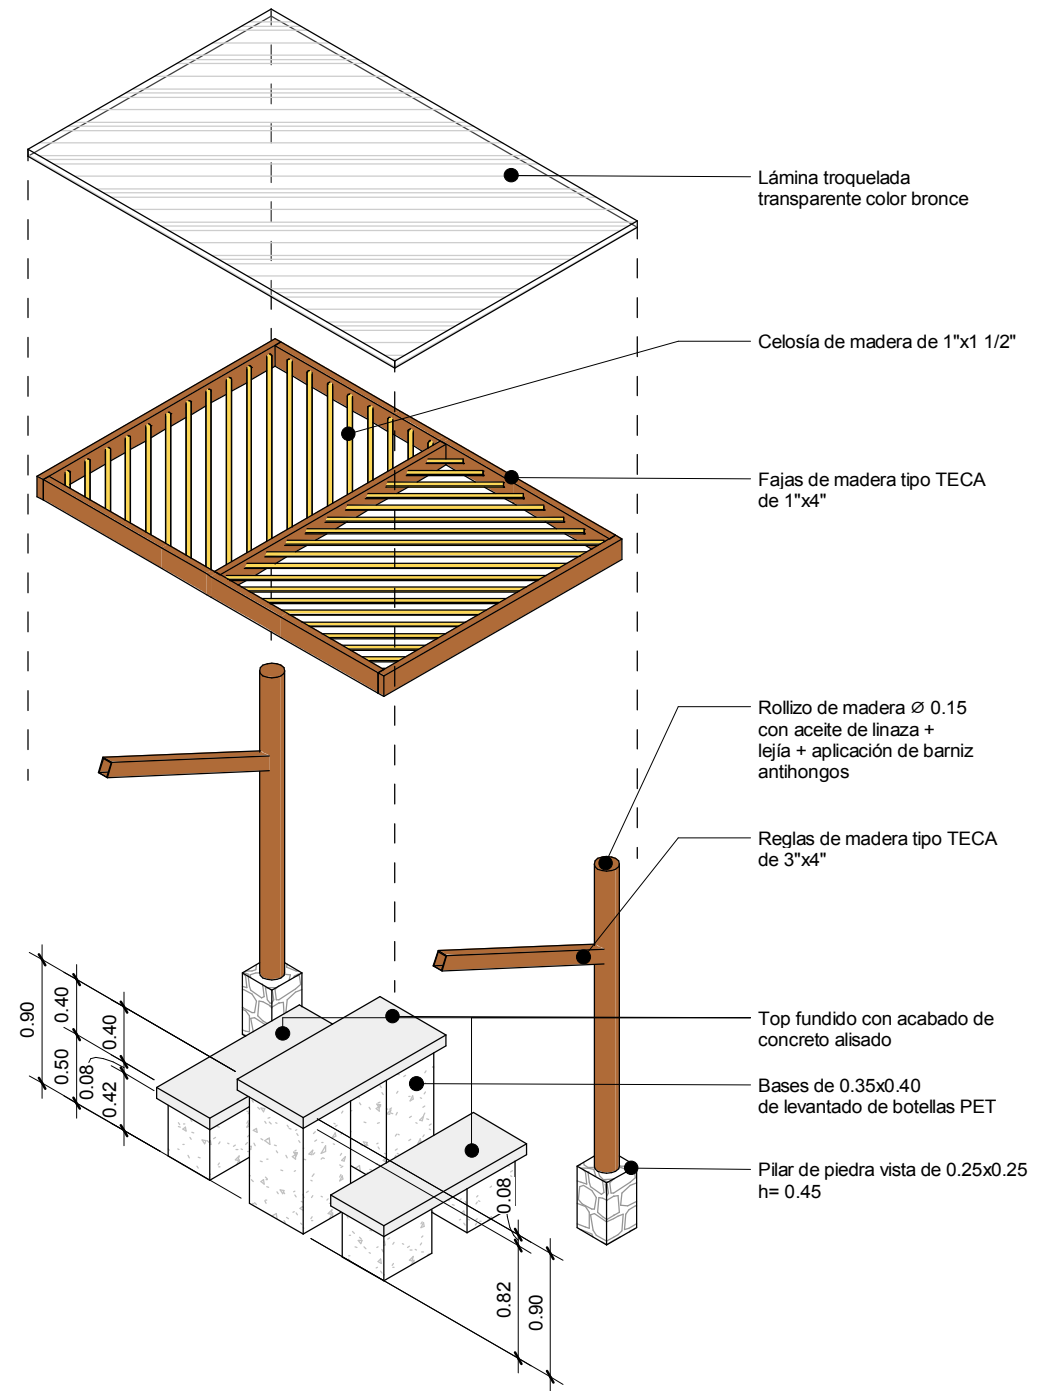 Lámina troquelada
transparente color bronce
Celosía de madera de 1"x1 1/2"
Fajas de madera tipo TECA
de 1"x4"
Rollizo de madera Ø 0.15
con aceite de linaza +
lejía + aplicación de barniz
antihongos
Reglas de madera tipo TECA
de 3"x4"
Top fundido con acabado de
concreto alisado
Bases de 0.35x0.40
de levantado de botellas PET
Pilar de piedra vista de 0.25x0.25
h= 0.45
0.90
0.40
0.50
0.40
0.08
0.42
0.08
0.82
0.90